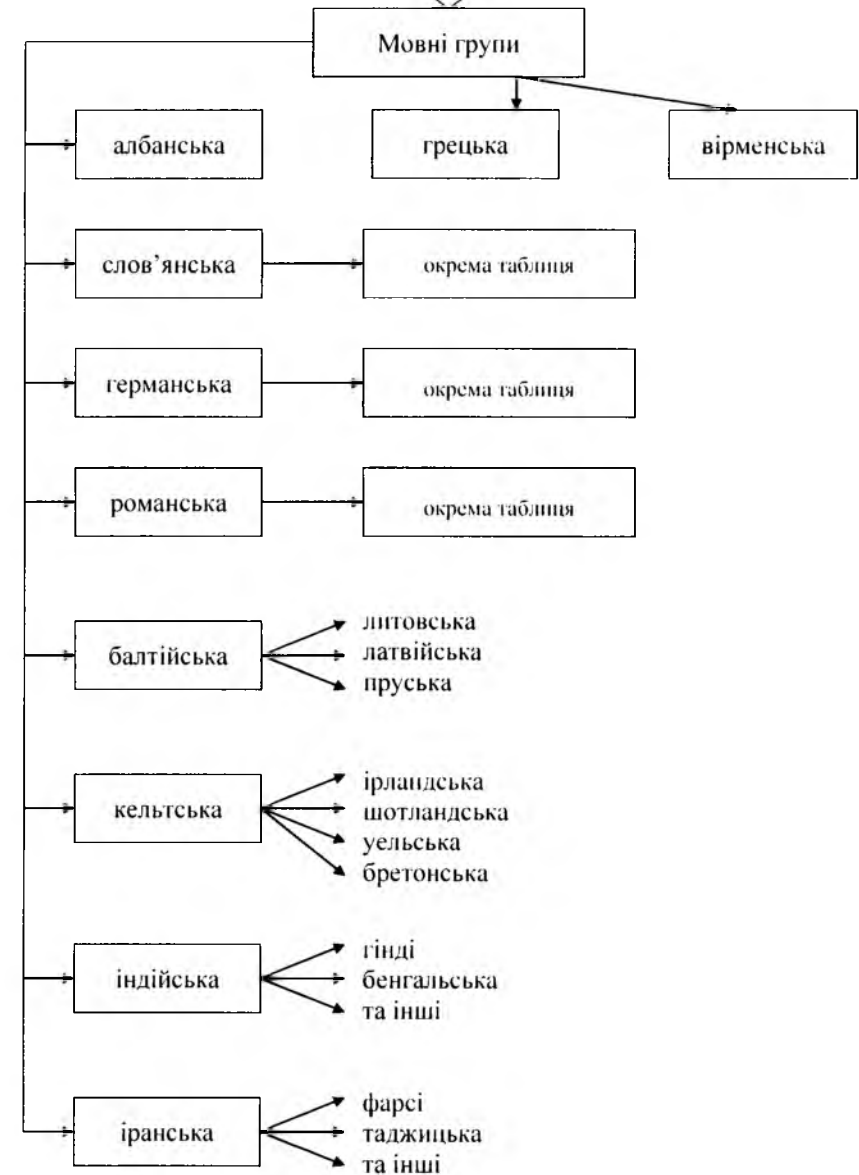 Мовні групи
албанська
грецька
вірменська
слов’янська
окрема таблиця
германська
окрема таблиця
романська
окрема таблиця
балтійська
литовська
латвійська
пруська
кельтська
ірландська
шотландська
уельська
бретонська
індійська
гінді
бенгальська
та інші
іранська
фарсі
таджицька
та інші